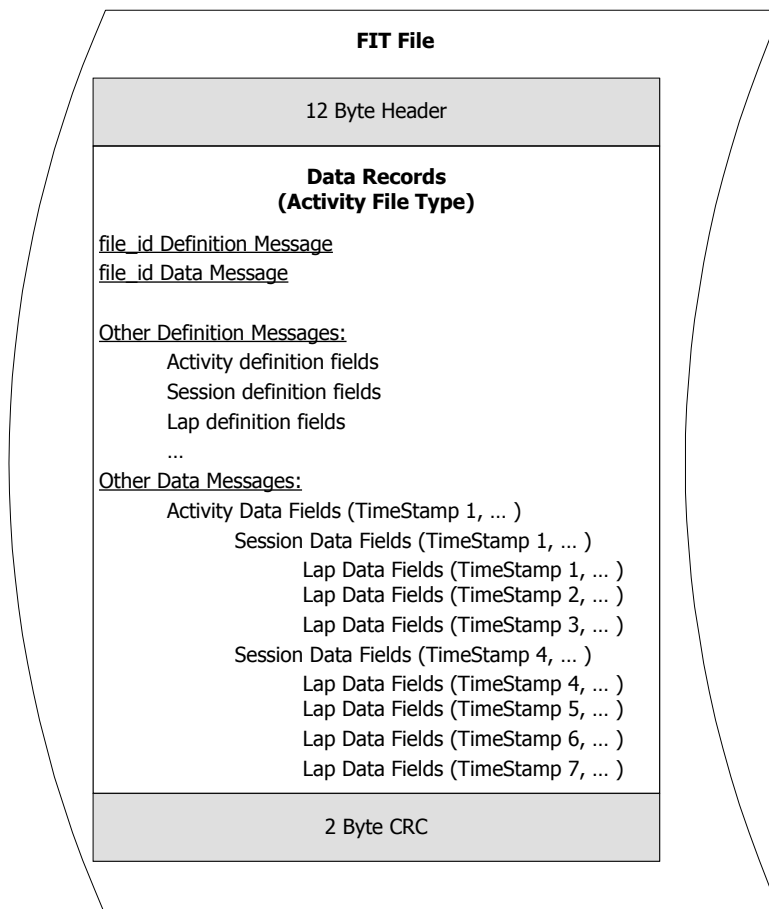 FIT File
12 Byte Header
Data Records
(Activity File Type)
file_id Definition Message
file_id Data Message
Other Definition Messages:
Activity definition fields
Session definition fields
Lap definition fields
…
Other Data Messages:
Activity Data Fields (TimeStamp 1, … )
Session Data Fields (TimeStamp 1, … )
Lap Data Fields (TimeStamp 1, … )
Lap Data Fields (TimeStamp 2, … )
Lap Data Fields (TimeStamp 3, … )
Session Data Fields (TimeStamp 4, … )
Lap Data Fields (TimeStamp 4, … )
Lap Data Fields (TimeStamp 5, … )
Lap Data Fields (TimeStamp 6, … )
Lap Data Fields (TimeStamp 7, … )
2 Byte CRC